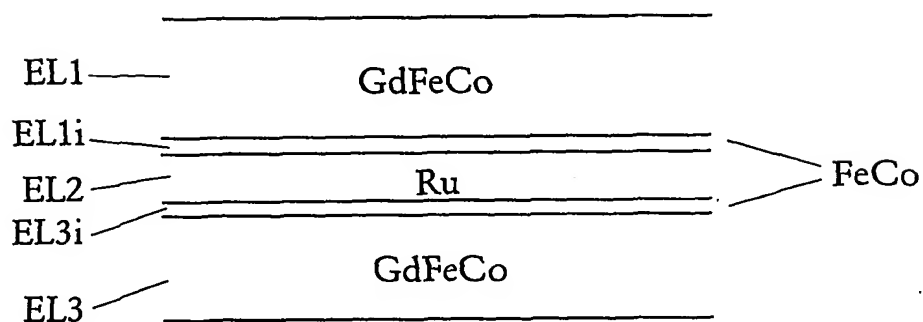 EL1
GdFeCo
EL1i
EL2
Ru
FeCo
EL3i
GdFeCo
EL3